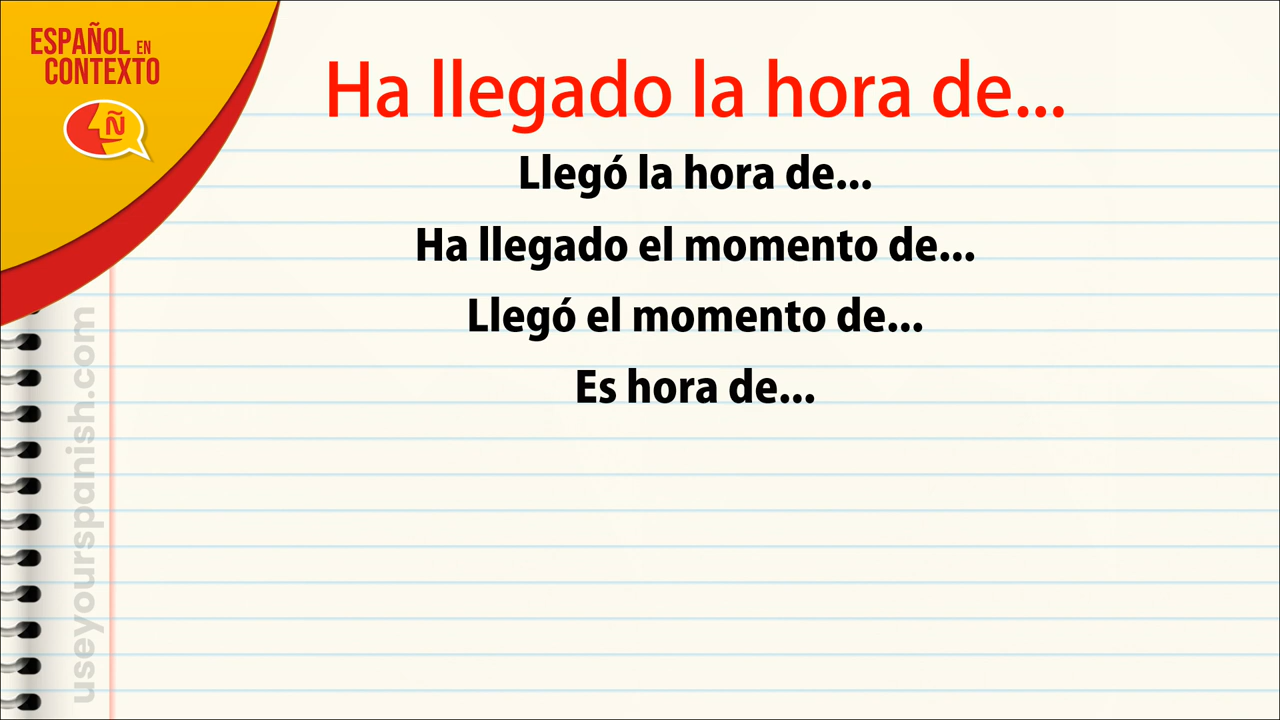 ESPAÑOL EN
CONTEXTO
Ñ
Ha llegado la hora de...
Llegó la hora de...
Ha llegado el momento de...
Llegó el momento de...
Es hora de...
useyourspanish.com